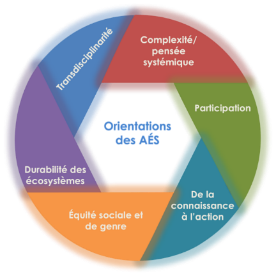 Orientations
des AÉS
Complexité/
pensée
systémique
Participation
De la
connaissance
à l'action
Équité sociale et
de genre
Durabilité des
écosystèmes
Transdisciplinarité